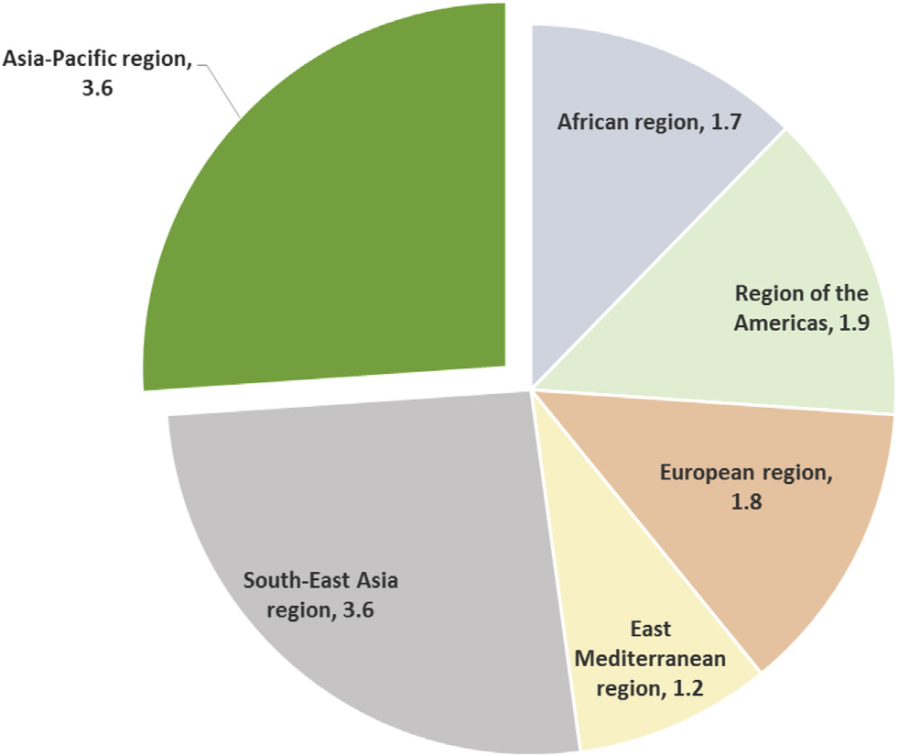 Asia-Pacific region,
3.6
African region, 1.7
Region of the
Americas, 1.9
European region,
1.8
East
Mediterranean
region, 1.2
South-East Asia
region, 3.6